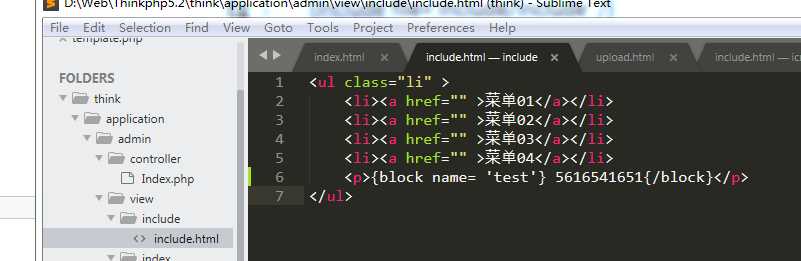 D:\Web\Thinkphp5.2\think\application\admin\view\include\include.html (think) - Sublime Text
File Edit Selection Find View Goto Tools Project Preferences Help
template.php
FOLDERS
think
application
admin
controller
Index.php
view
include
<> include.html
index
index.html
include.html — include
upload.html
include.html — i
1 <ul class="li" >
2 <li><a href="" >菜单01</a></li>
3 <li><a href="" >菜单02</a></li>
4 <li><a href="" >菜单03</a></li>
5 <li><a href="" >菜单04</a></li>
6 <p>{block name= 'test'} 5616541651{/block}</p>
7 </ul>